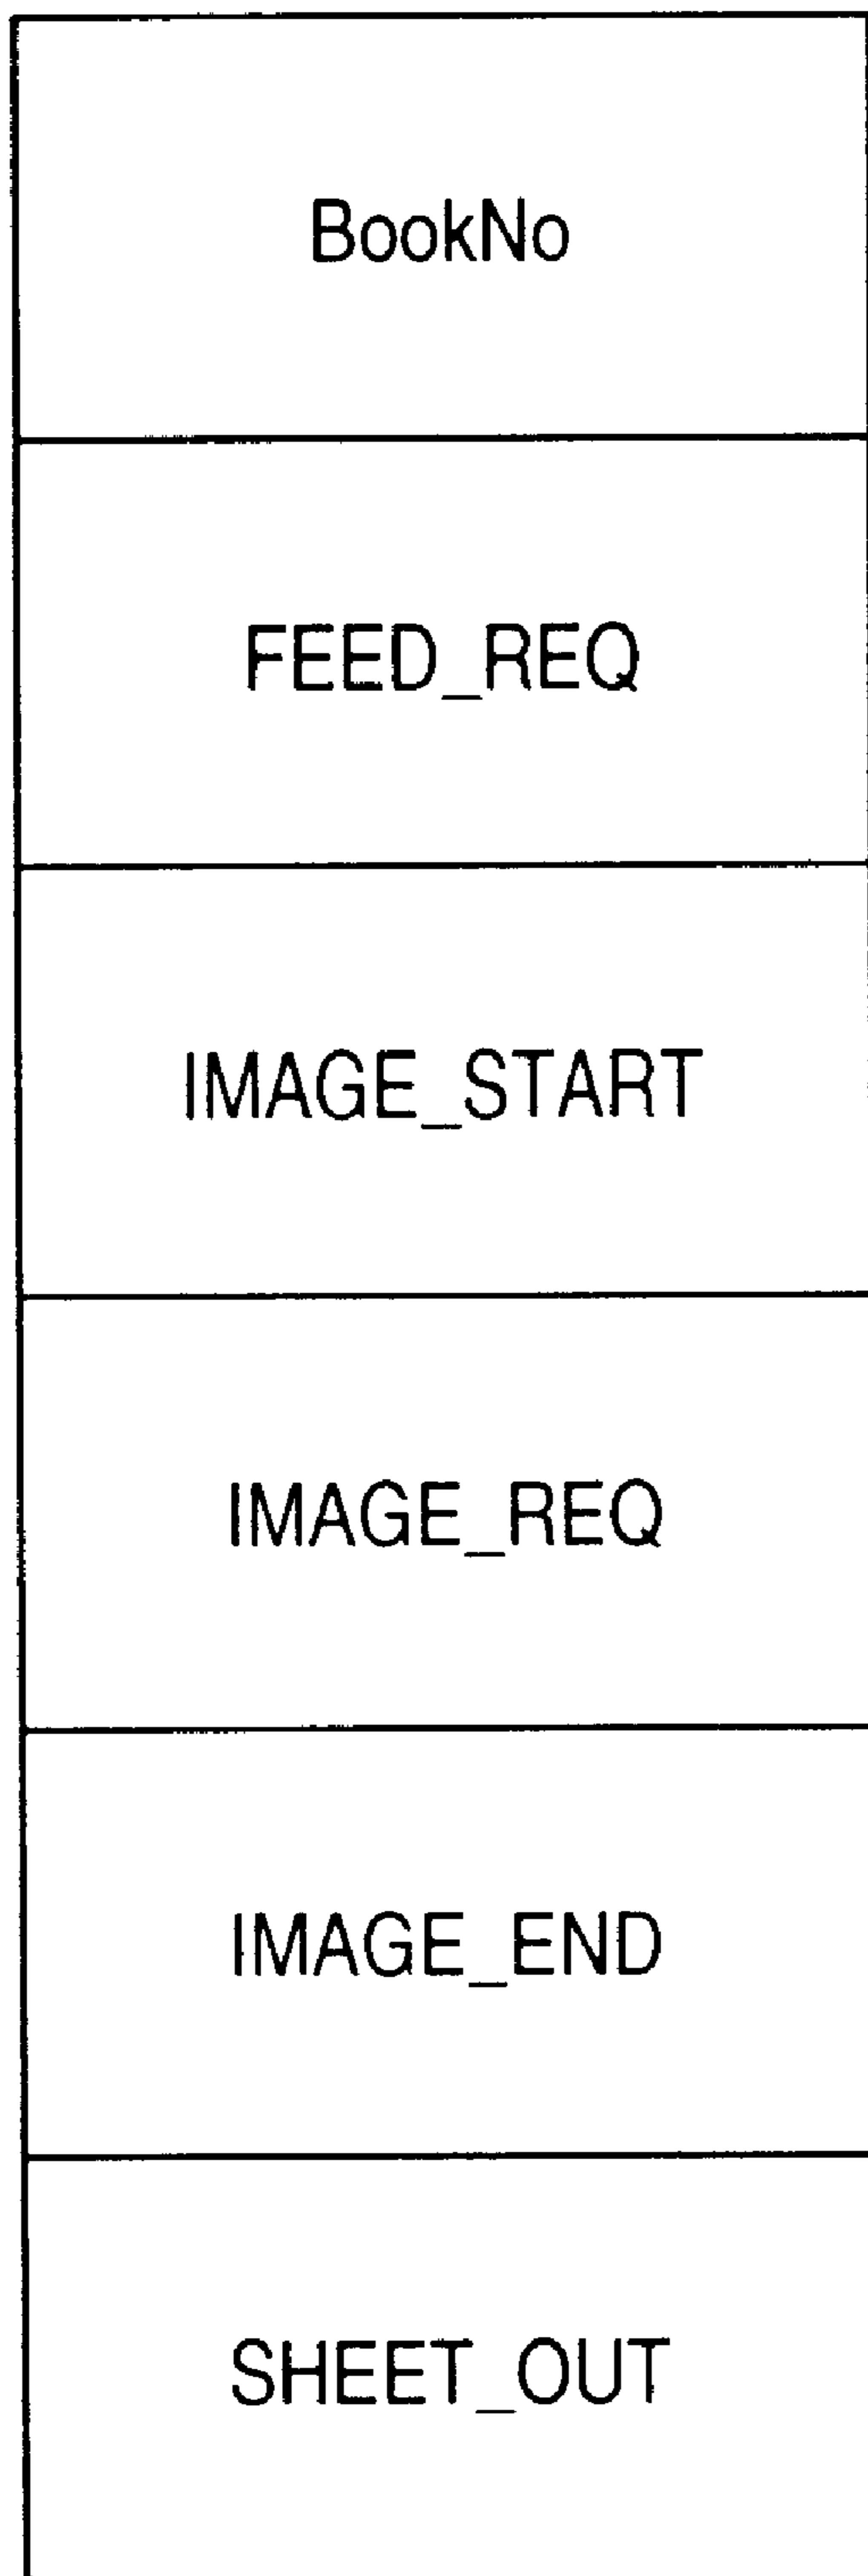 BookNo
FEED_REQ
IMAGE_START
IMAGE_REQ
IMAGE_END
SHEET_OUT